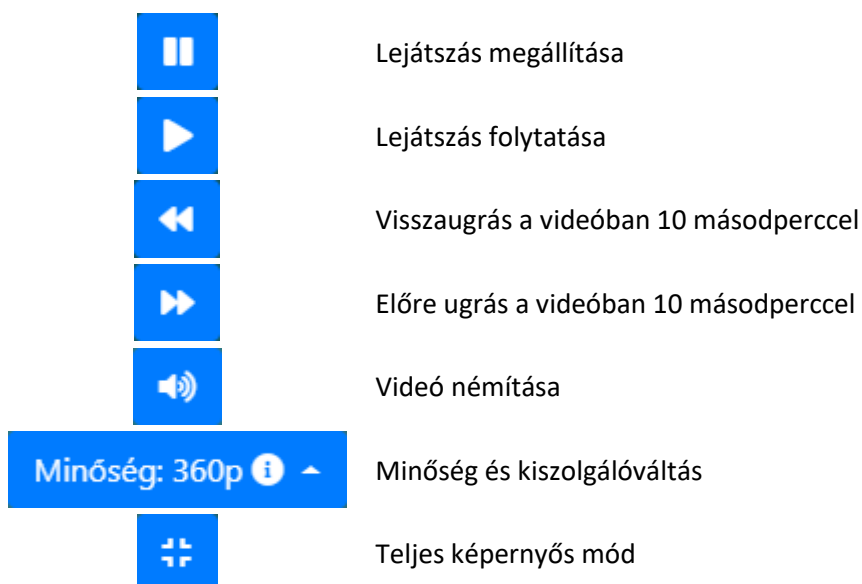 Lejátszás megállítása
Lejátszás folytatása
Visszaugrás a videóban 10 másodperccel
Előre ugrás a videóban 10 másodperccel
Videó némítása
Minőség: 360p Minőség és kiszolgálóváltás
Teljes képernyős mód